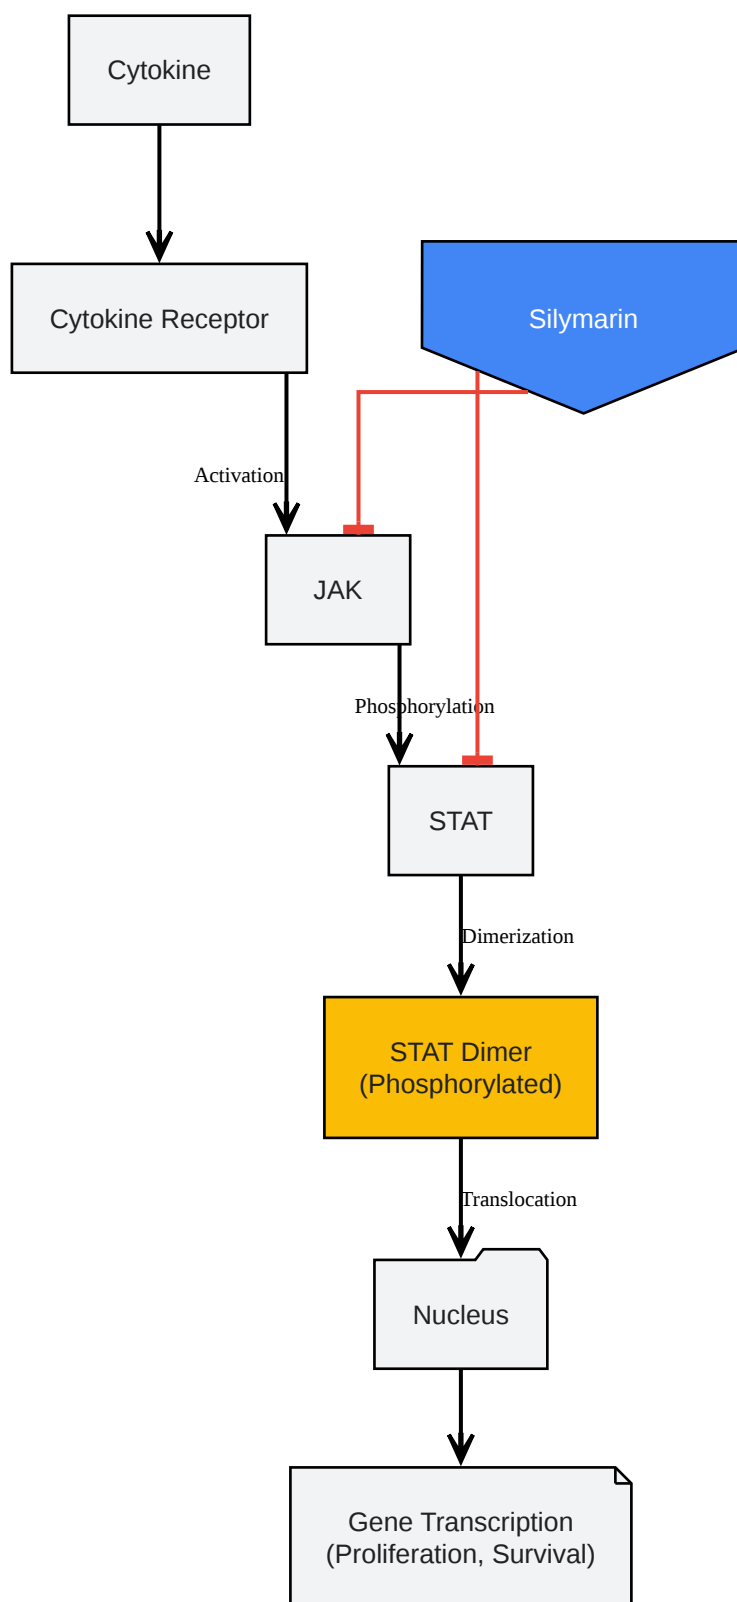 Cytokine
Cytokine Receptor
Silymarin
Activation
JAK
Phosphorylation
STAT
Dimerization
STAT Dimer
(Phosphorylated)
Translocation
Nucleus
Gene Transcription
(Proliferation, Survival)